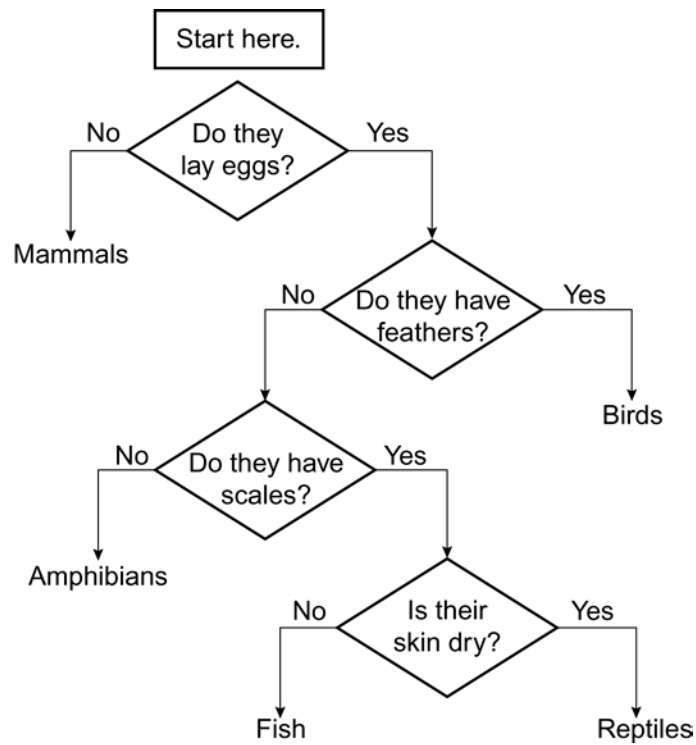 Start here.
No
Do they
lay eggs?
Yes
Mammals
No
Do they have
feathers?
Yes
Birds
No
Do they have
scales?
Yes
Amphibians
No
Is their
skin dry?
Yes
Fish
Reptiles